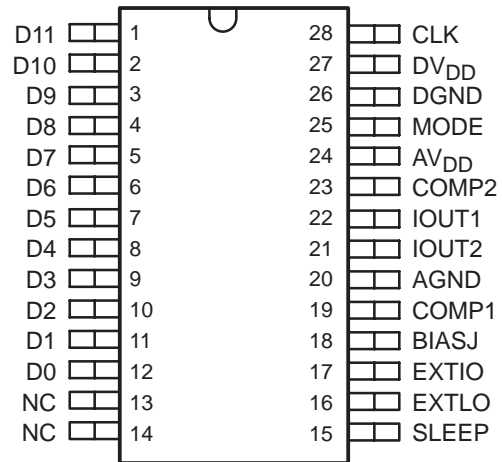 D11 1 28 CLK
D10 2 27 DVDD
D9 3 26 DGND
D8 4 25 MODE
D7 5 24 AVDD
D6 6 23 COMP2
D5 7 22 IOUT1
D4 8 21 IOUT2
D3 9 20 AGND
D2 10 19 COMP1
D1 11 18 BIASJ
D0 12 17 EXTIO
NC 13 16 EXTLO
NC 14 15 SLEEP